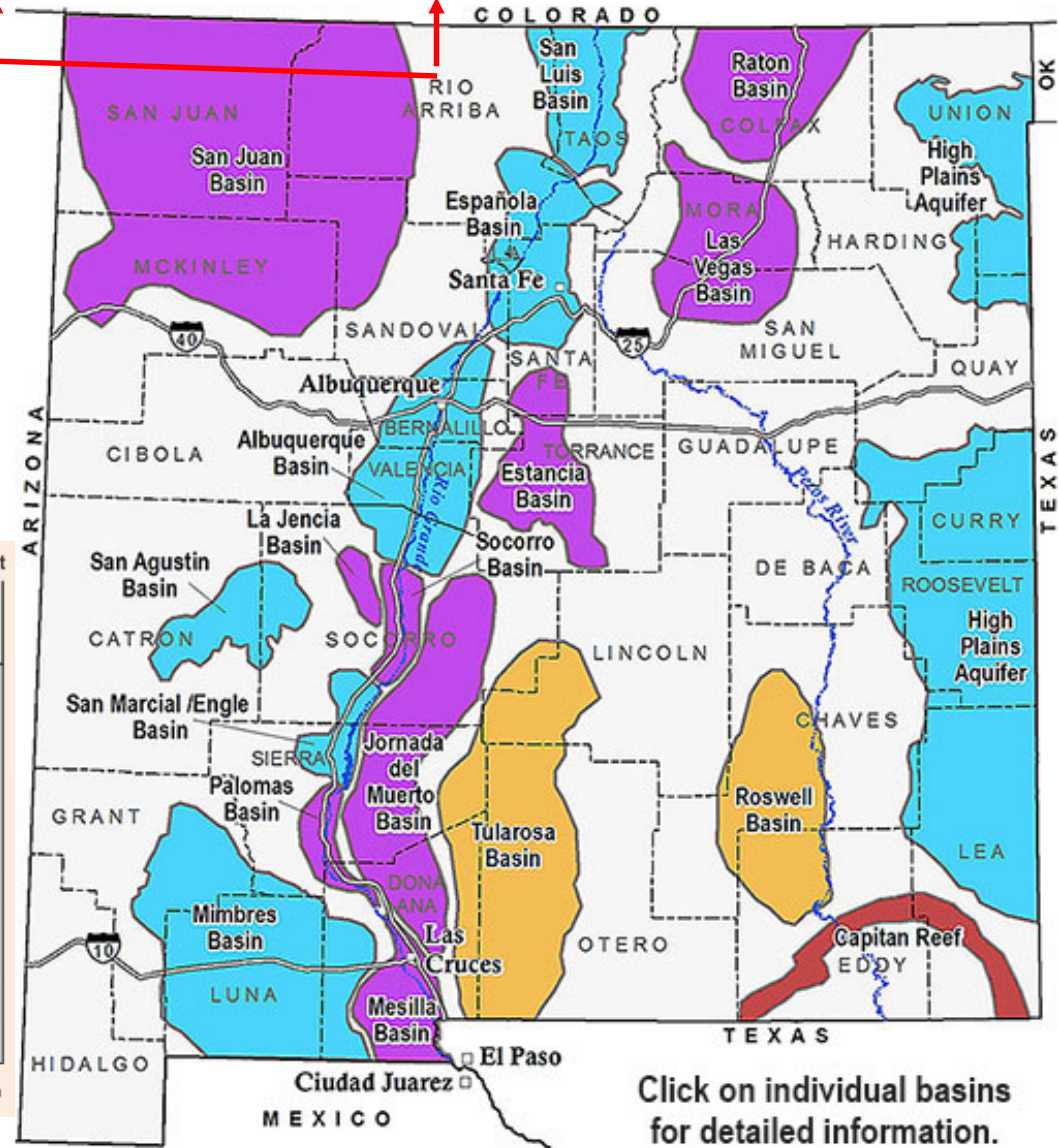 COLORADO
OK
RIO
ARRIBA
SAN JUAN
San Juan
Basin
MCKINLEY
San
Luis
Basin
TAOS
Raton
Basin
COLFAX
UNION
High
Plains
Aquifer
Española
Basin
MORA
Las
Vegas
Basin
HARDING
Santa Fe
SANDOVAL
40
25
SANTA
FE
SAN
MIGUEL
QUAY
Albuquerque
BERNALILLO
ARIZONA
CIBOLA
Albuquerque
Basin
VALENCIA
Rio Grande
TORRANCE
Estancia
Basin
GUADALUPE
TEXAS
Pecos River
La Jencia
Basin
Socorro
Basin
CURRY
San Agustin
Basin
DE BACA
ROOSEVELT
High
Plains
Aquifer
CATRON
SOCORRO
LINCOLN
San Marcial /Engle
Basin
SIERRA
Jornada
del
Muerto
Basin
CHAVES
Palomas
Basin
GRANT
Tularosa
Basin
Roswell
Basin
LEA
DONA
ANA
Mimbres
Basin
Las
Cruces
OTERO
Capitan Reef
EDDY
10
LUNA
Mesilla
Basin
TEXAS
HIDALGO
El Paso
Ciudad Juarez
MEXICO
Click on individual basins
for detailed information.